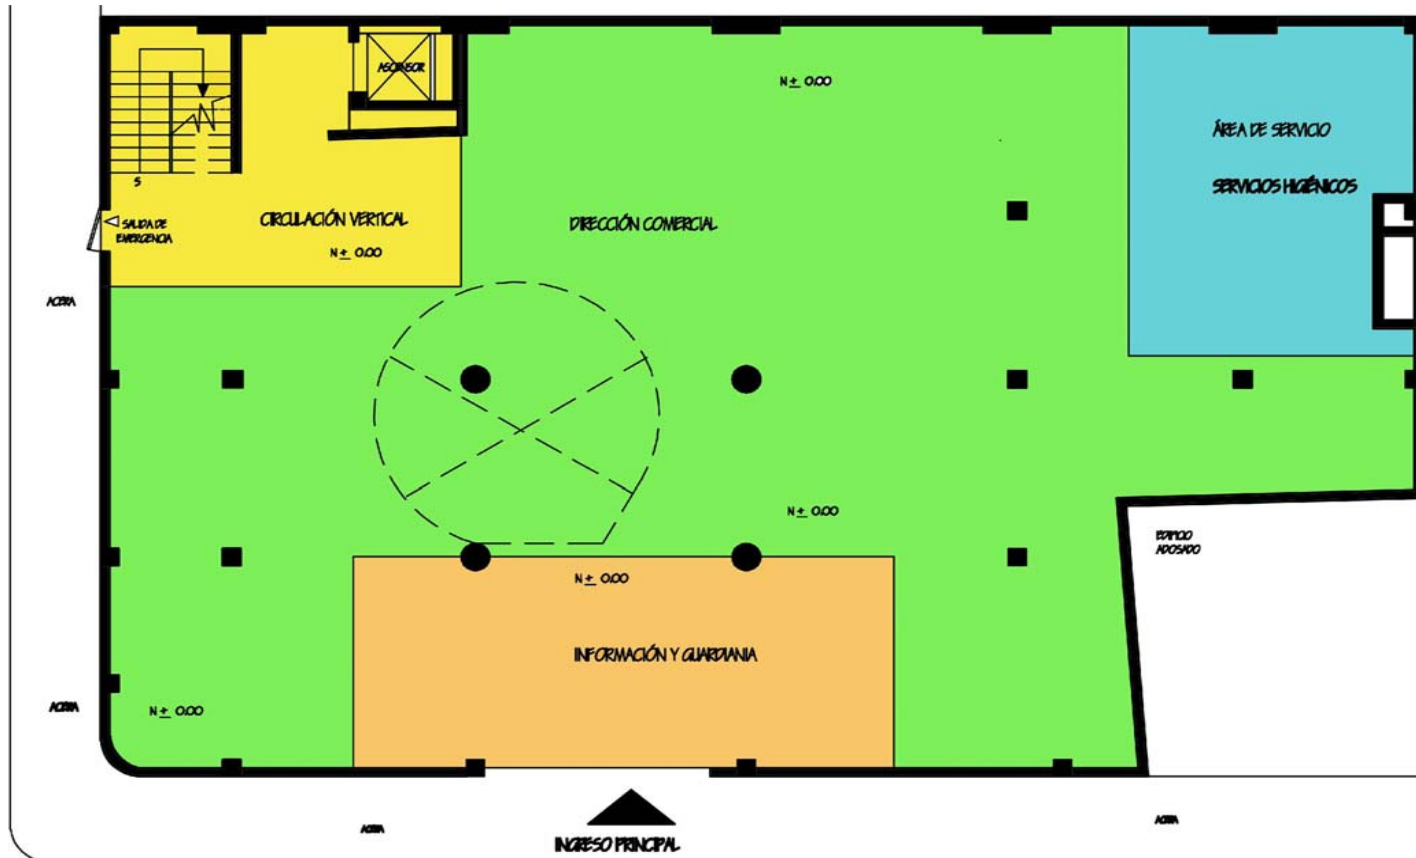 ASCENSOR
N± 0.00
ÁREA DE SERVICIO
SERVICIOS HIGIÉNICOS
S
SALIDA DE
EMERGENCIA
CIRCULACIÓN VERTICAL
N± 0.00
DIRECCIÓN COMERCIAL
ACERA
N± 0.00
EDIFICIO
ADOSADO
N± 0.00
INFORMACIÓN Y GUARDIANIA
ACERA
N± 0.00
ACERA
INGRESO PRINCIPAL
ACERA